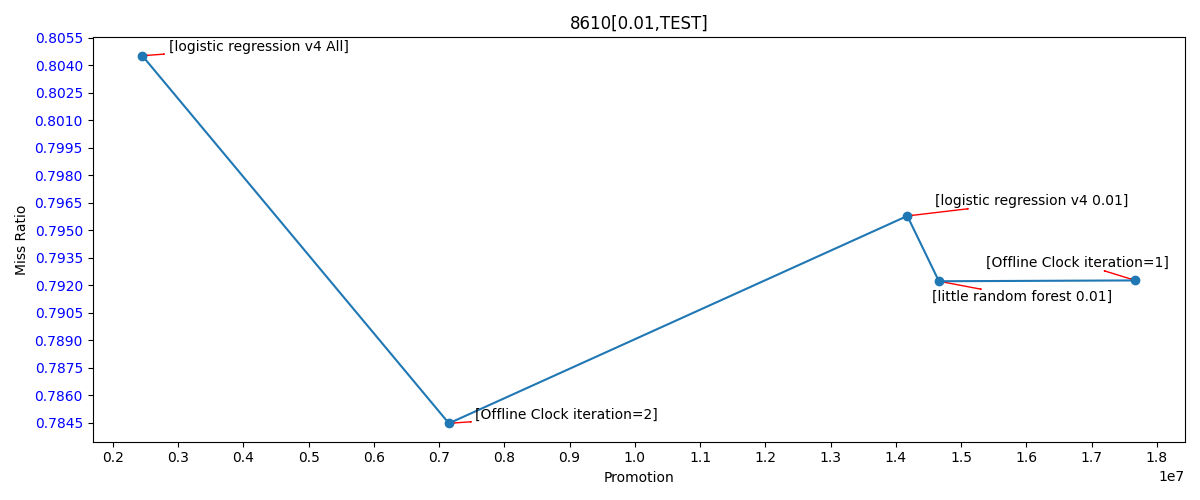 8610[0.01,TEST]
0.8055
0.8040
0.8025
0.8010
0.7995
0.7980
0.7965
0.7950
0.7935
0.7920
0.7905
0.7890
0.7875
0.7860
0.7845
Miss Ratio
[logistic regression v4 All]
[logistic regression v4 0.01]
[Offline Clock iteration=1]
[little random forest 0.01]
[Offline Clock iteration=2]
0.2 0.3 0.4 0.5 0.6 0.7 0.8 0.9 1.0 1.1 1.2 1.3 1.4 1.5 1.6 1.7 1.8
1e7
Promotion